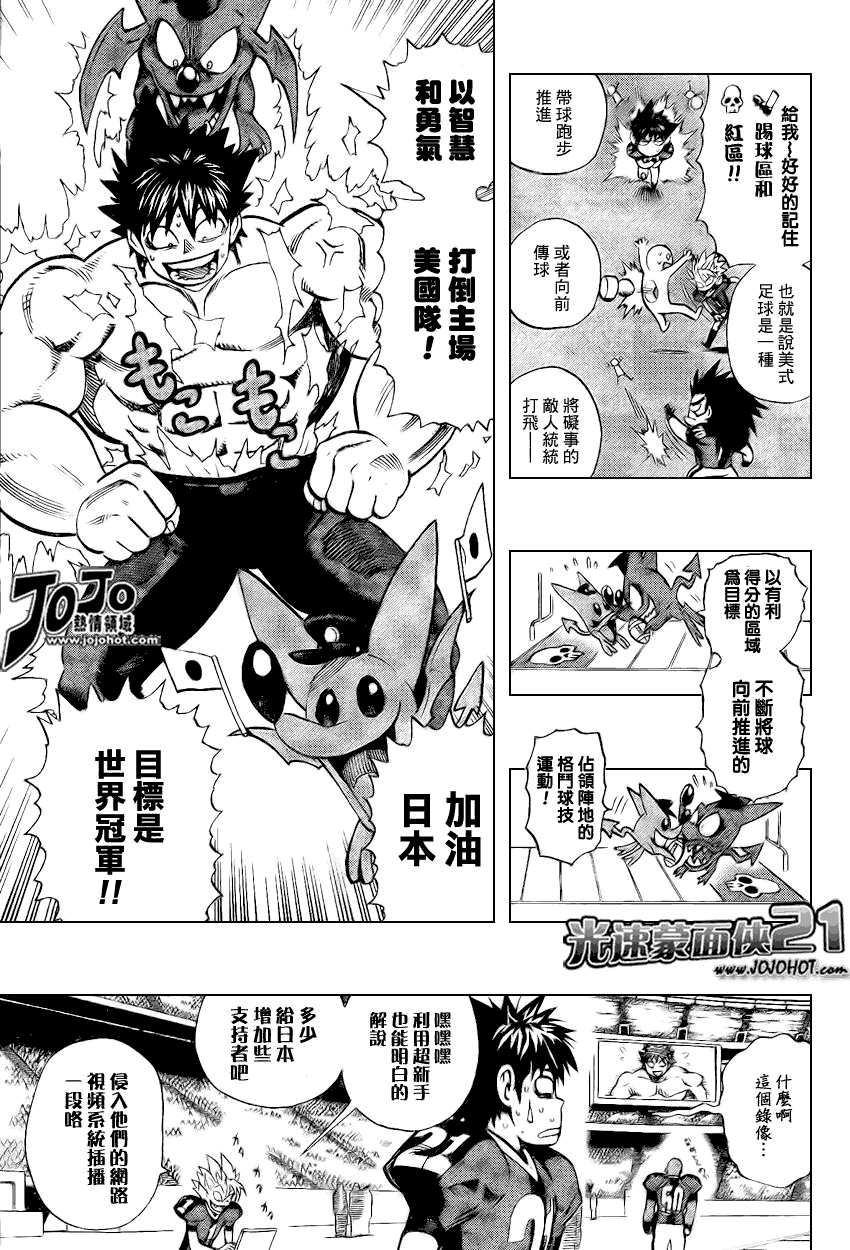 給我~好好的記住
踢球區和
紅區!!
帶球跑步
推進
或者向前
傳球
也就是說美式
足球是一種
將礙事的
敵人統統
打飛——
以有利
得分的區域
為目標
不斷將球
向前推進的
佔領陣地的
格鬥球技
運動!
以智慧
和勇氣
打倒主場
美國隊!
もこ
もこ
加油
日本
目標是
世界冠軍!!
JOJO
熱情領域
www.jojohot.com
光速蒙面俠21
www.JOJOHOT.com
什麼啊
這個錄像…
嘿嘿嘿
利用超新手
也能明白的
解說
多少
給日本
增加些
支持者吧
侵入他們的網路
視頻系統插播
一段咯
21
21
50